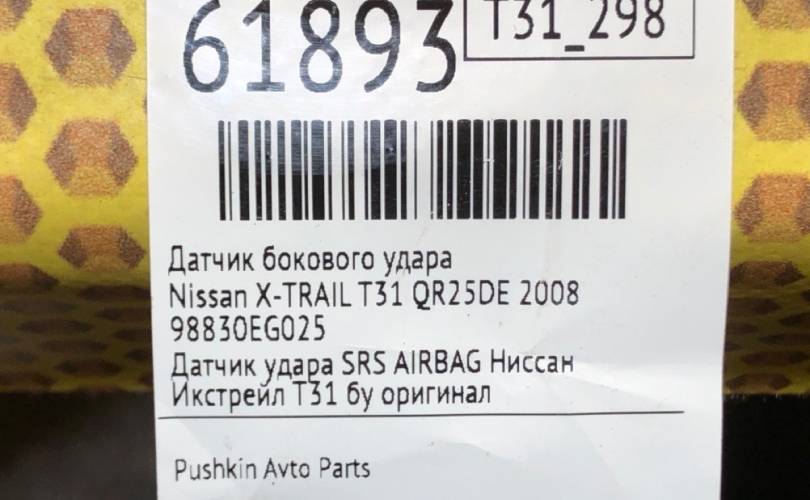 61893
T31_298
Датчик бокового удара
Nissan X-TRAIL T31 QR25DE 2008
98830EG025
Датчик удара SRS AIRBAG Ниссан
Икстрейл Т31 бу оригинал
Pushkin Avto Parts